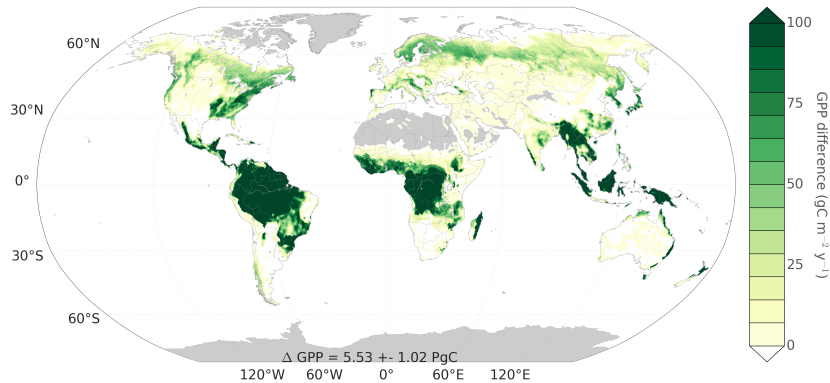 60°N
30°N
0°
30°S
60°S
120°W 60°W 0° 60°E 120°E
Δ GPP = 5.53 +- 1.02 PgC
100
75
50
25
0
GPP difference (gC m⁻² y⁻¹)